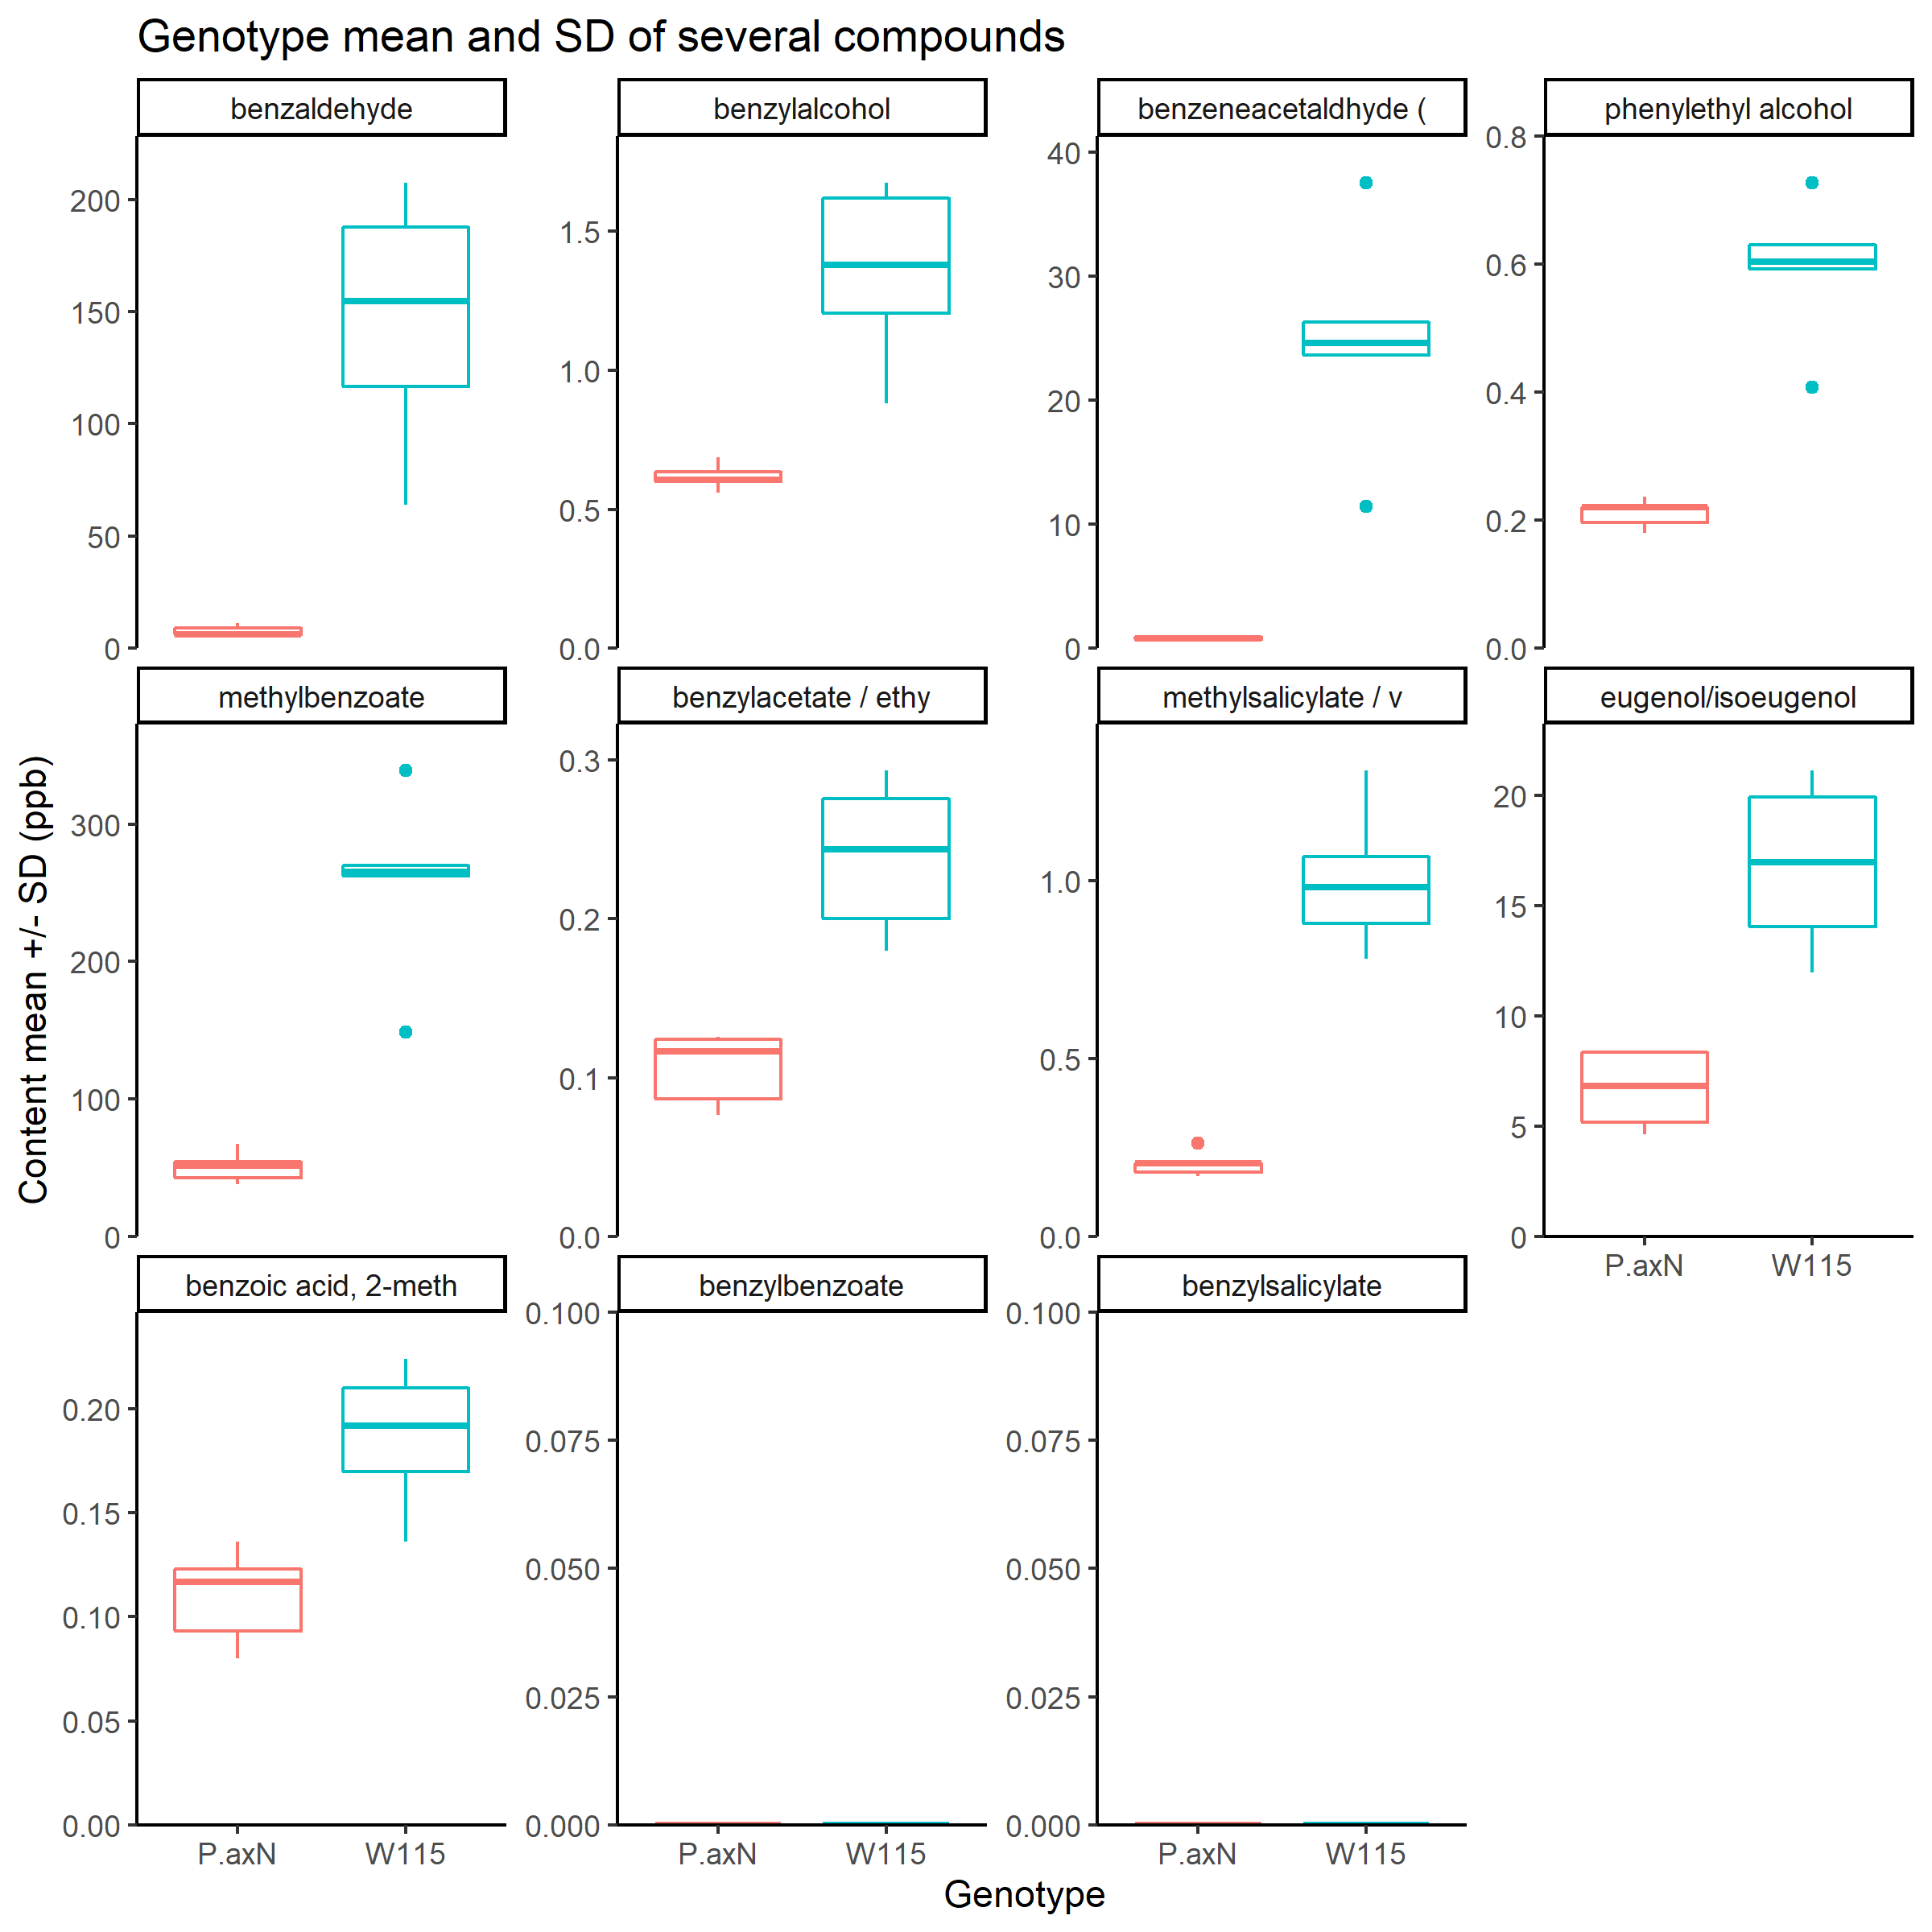 Genotype mean and SD of several compounds
Content mean +/- SD (ppb)
benzaldehyde
200
150
100
50
0
benzylalcohol
1.5
1.0
0.5
0.0
benzeneacetaldhyde (
40
30
20
10
0
phenylethyl alcohol
0.8
0.6
0.4
0.2
0.0
methylbenzoate
300
200
100
0
benzylacetate / ethy
0.3
0.2
0.1
0.0
methylsalicylate / v
1.0
0.5
0.0
eugenol/isoeugenol
20
15
10
5
0
P.axN W115
benzoic acid, 2-meth
0.20
0.15
0.10
0.05
0.00
P.axN W115
benzylbenzoate
0.100
0.075
0.050
0.025
0.000
P.axN W115
benzylsalicylate
0.100
0.075
0.050
0.025
0.000
P.axN W115
Genotype